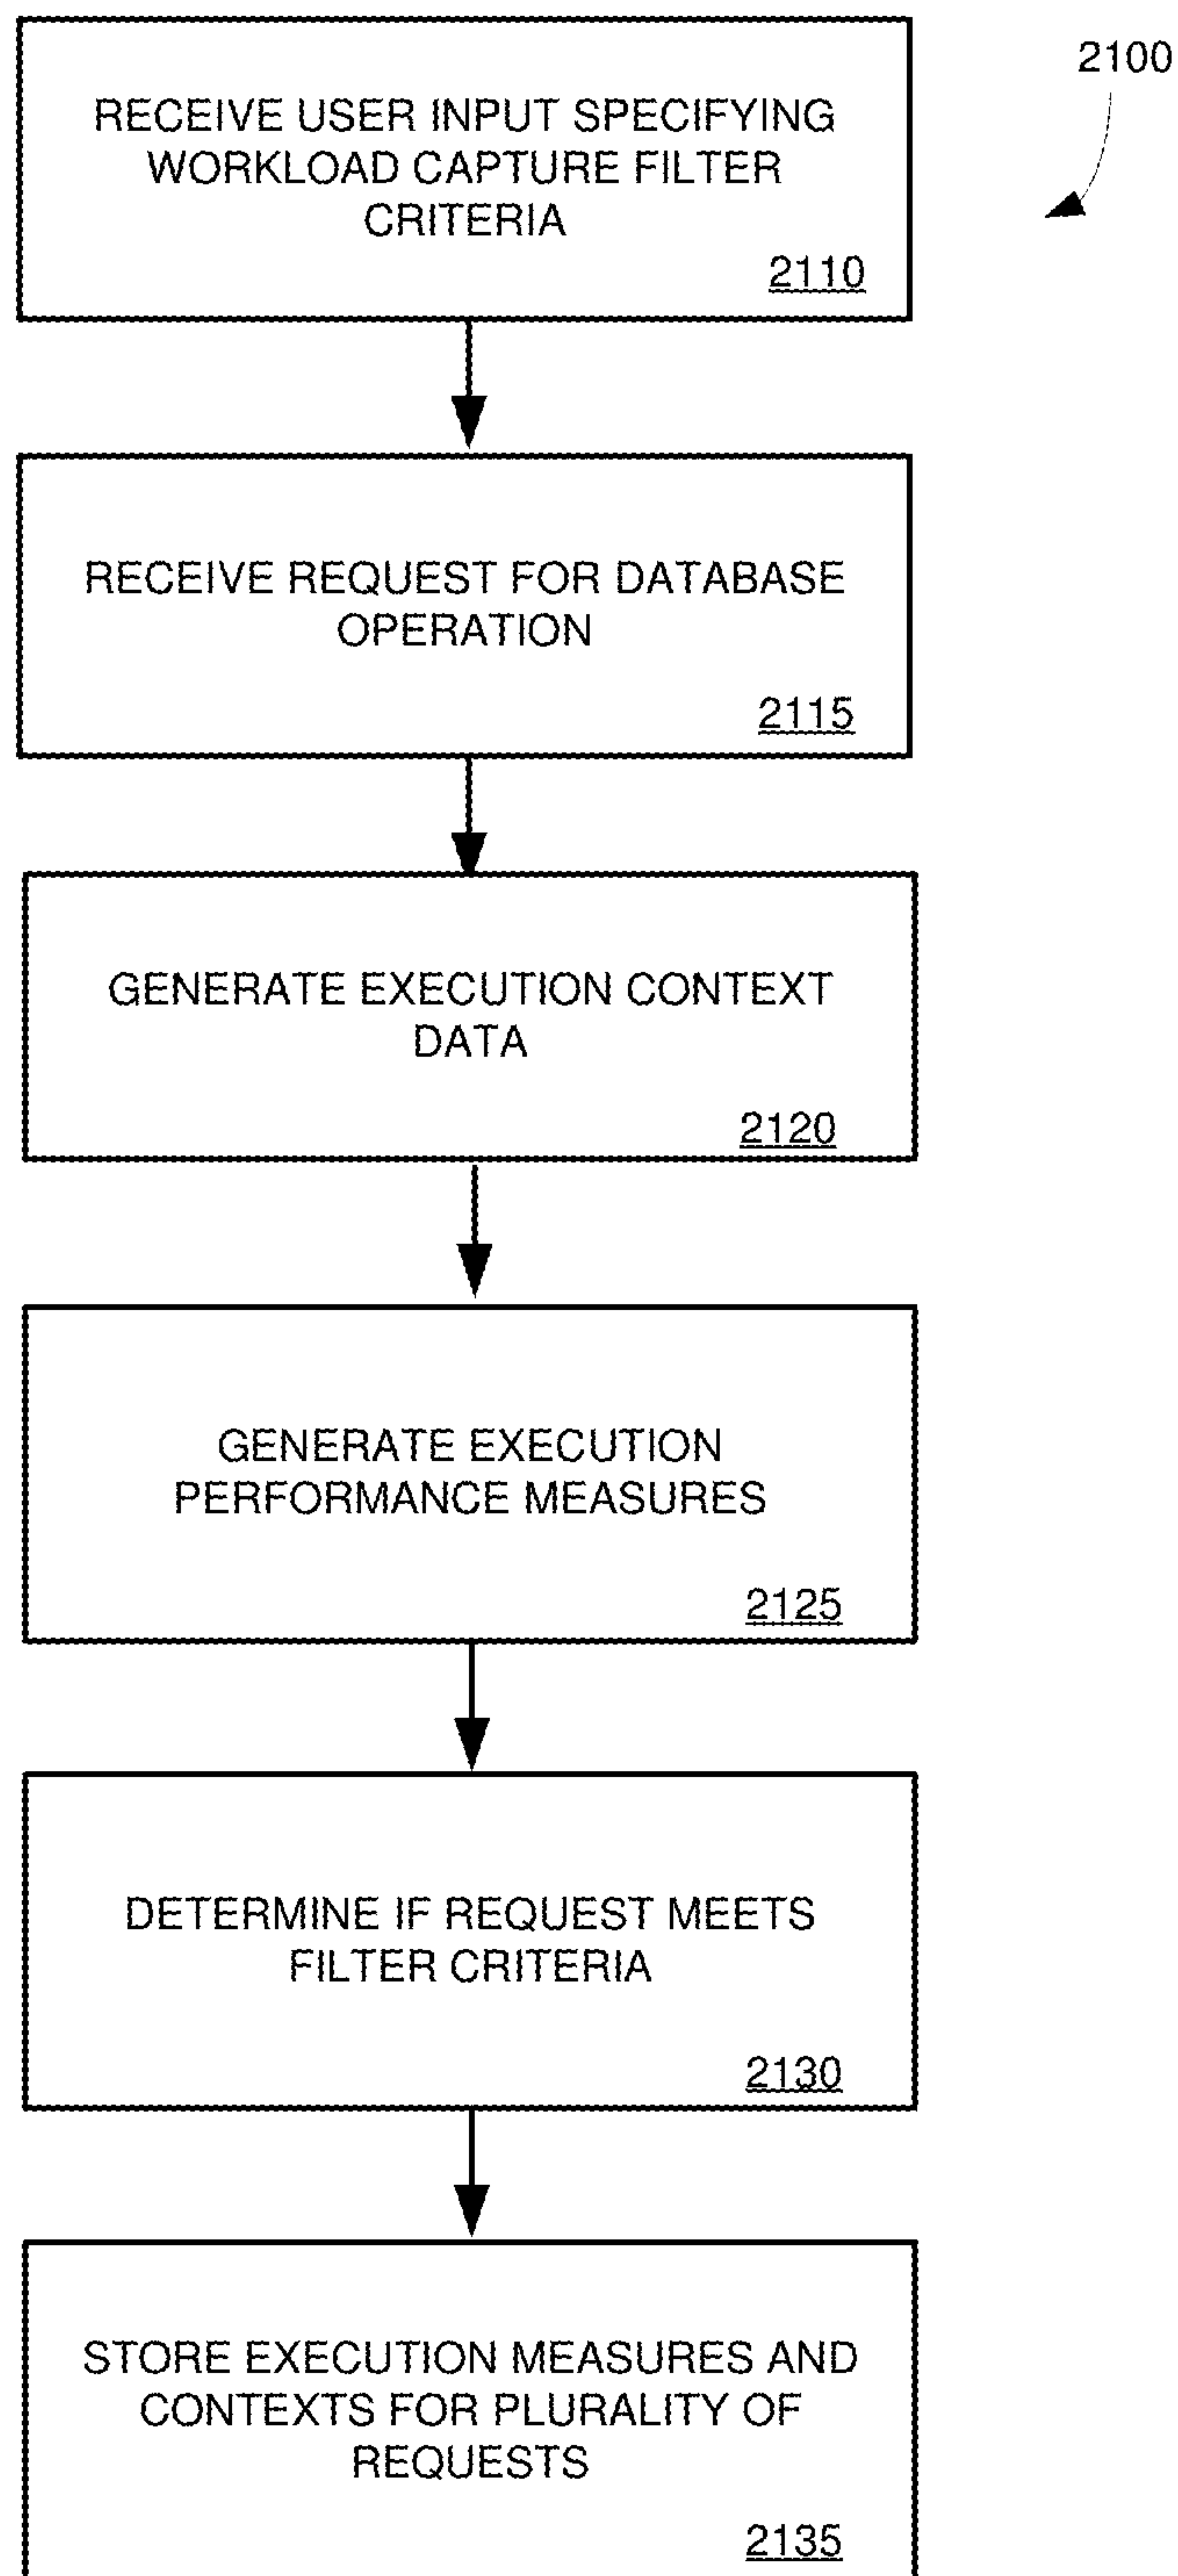 2100
RECEIVE USER INPUT SPECIFYING
WORKLOAD CAPTURE FILTER
CRITERIA
2110
RECEIVE REQUEST FOR DATABASE
OPERATION
2115
GENERATE EXECUTION CONTEXT
DATA
2120
GENERATE EXECUTION
PERFORMANCE MEASURES
2125
DETERMINE IF REQUEST MEETS
FILTER CRITERIA
2130
STORE EXECUTION MEASURES AND
CONTEXTS FOR PLURALITY OF
REQUESTS
2135